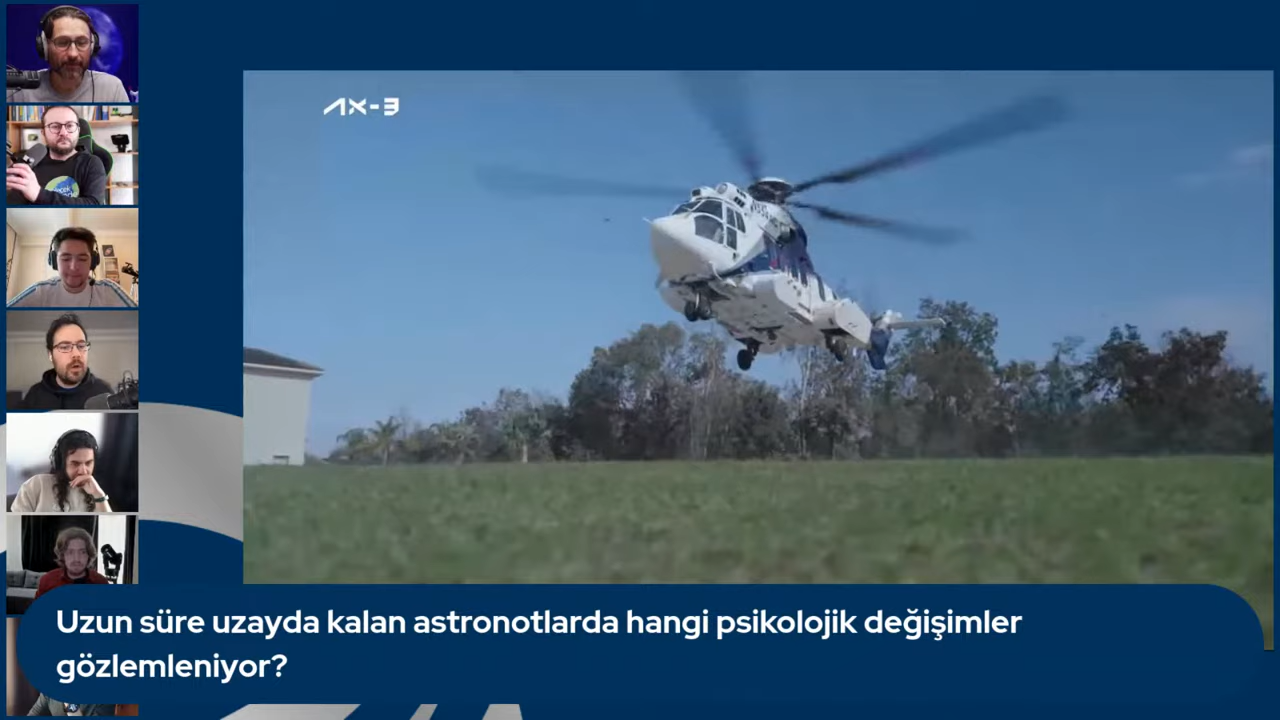 AX-3
Uzun süre uzayda kalan astronotlarda hangi psikolojik değişimler
gözlemleniyor?